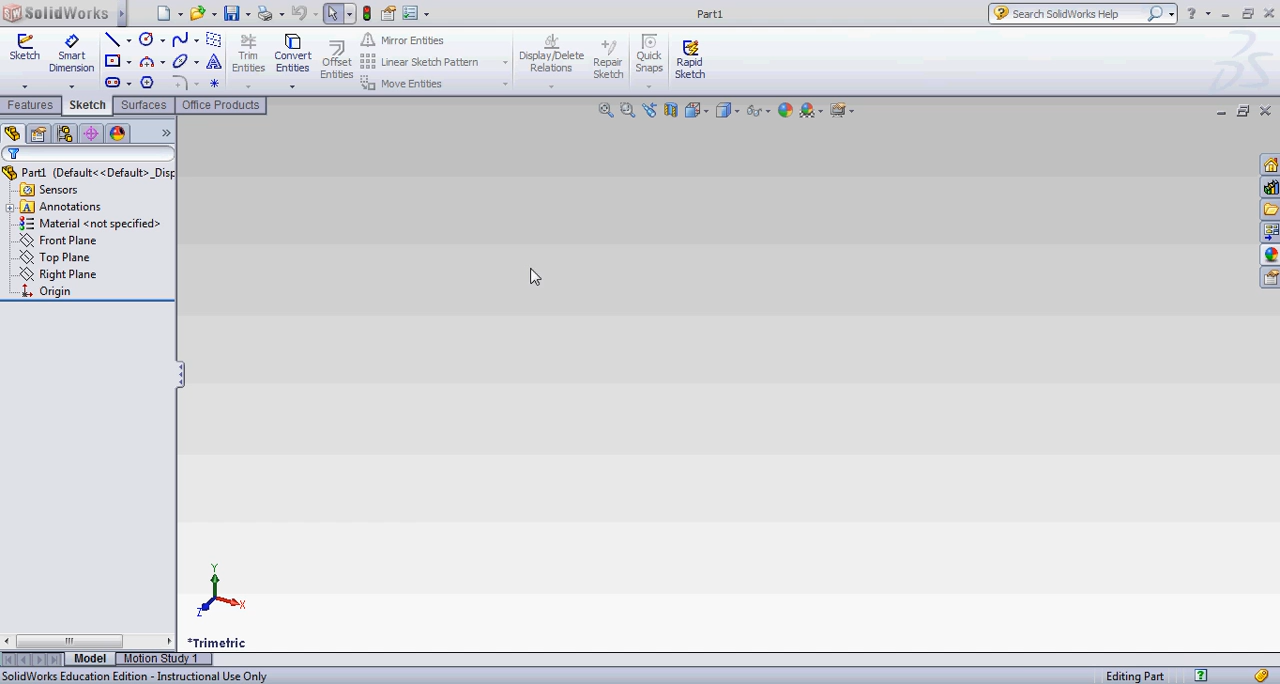 SolidWorks
Part1
Search SolidWorks Help
Sketch
Smart Dimension
Trim Entities
Convert Entities
Offset Entities
Mirror Entities
Linear Sketch Pattern
Move Entities
Display/Delete Relations
Repair Sketch
Quick Snaps
Rapid Sketch
Features
Sketch
Surfaces
Office Products
Part1 (Default<<Default>_Disp
Sensors
Annotations
Material <not specified>
Front Plane
Top Plane
Right Plane
Origin
Y
X
Z
*Trimetric
Model
Motion Study 1
SolidWorks Education Edition - Instructional Use Only
Editing Part